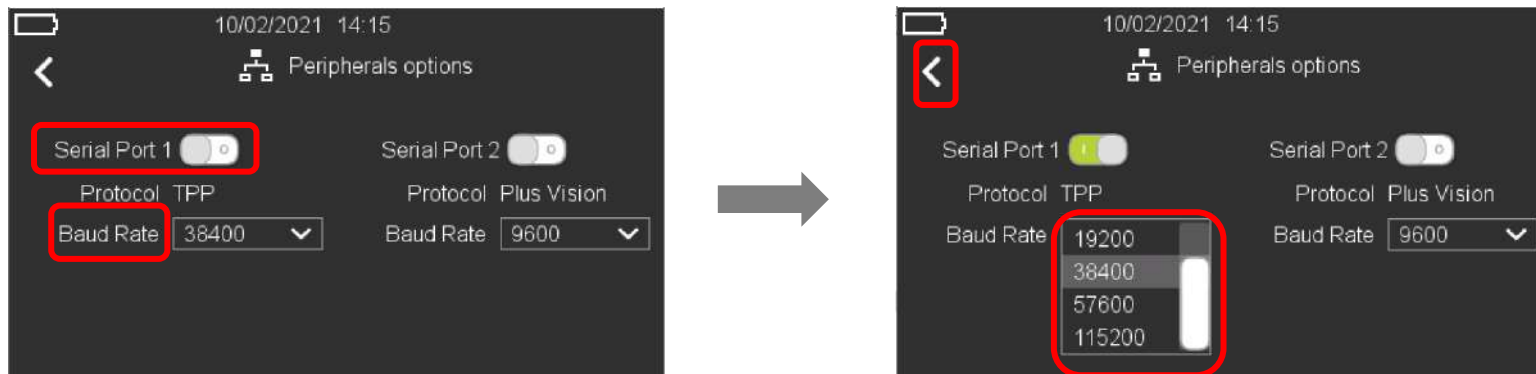 10/02/2021 14:15
Peripherals options
Serial Port 1
Serial Port 2
Protocol TPP
Protocol Plus Vision
Baud Rate 38400
Baud Rate 9600
10/02/2021 14:15
Peripherals options
Serial Port 1
Serial Port 2
Protocol TPP
Protocol Plus Vision
Baud Rate
19200
38400
57600
115200
Baud Rate 9600